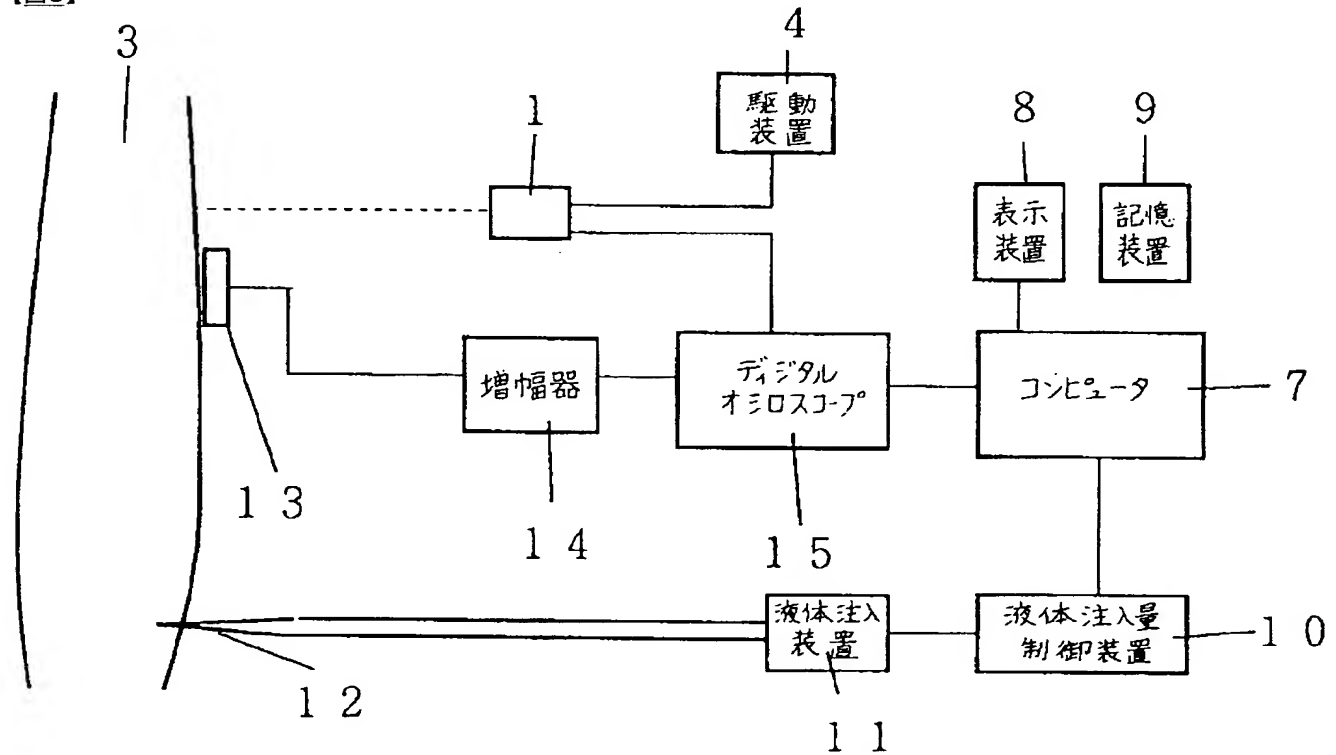 3
4
駆動
装置
1
8
9
表示
装置
記憶
装置
増幅器
ディジタル
オシロスコープ
コンピュータ
7
13
14
15
液体注入
装置
液体注入量
制御装置
10
12
11